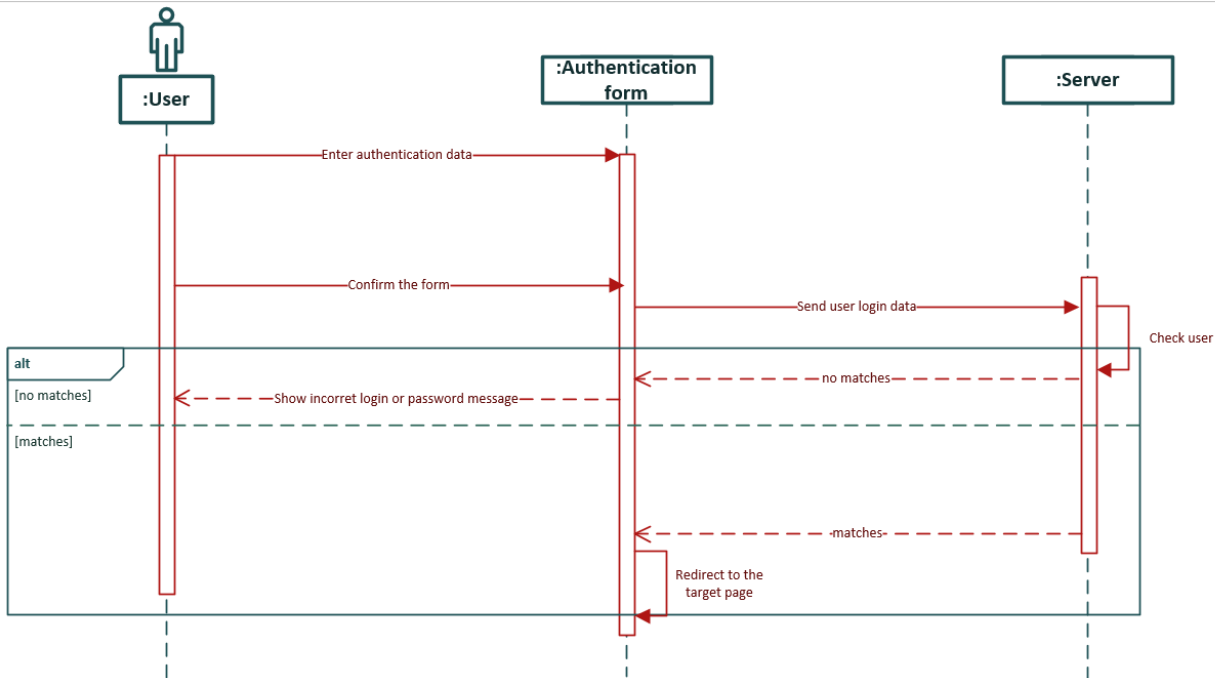 :User
:Authentication
form
:Server
Enter authentication data
Confirm the form
Send user login data
Check user
alt
[no matches]
no matches
Show incorret login or password message
[matches]
matches
Redirect to the
target page